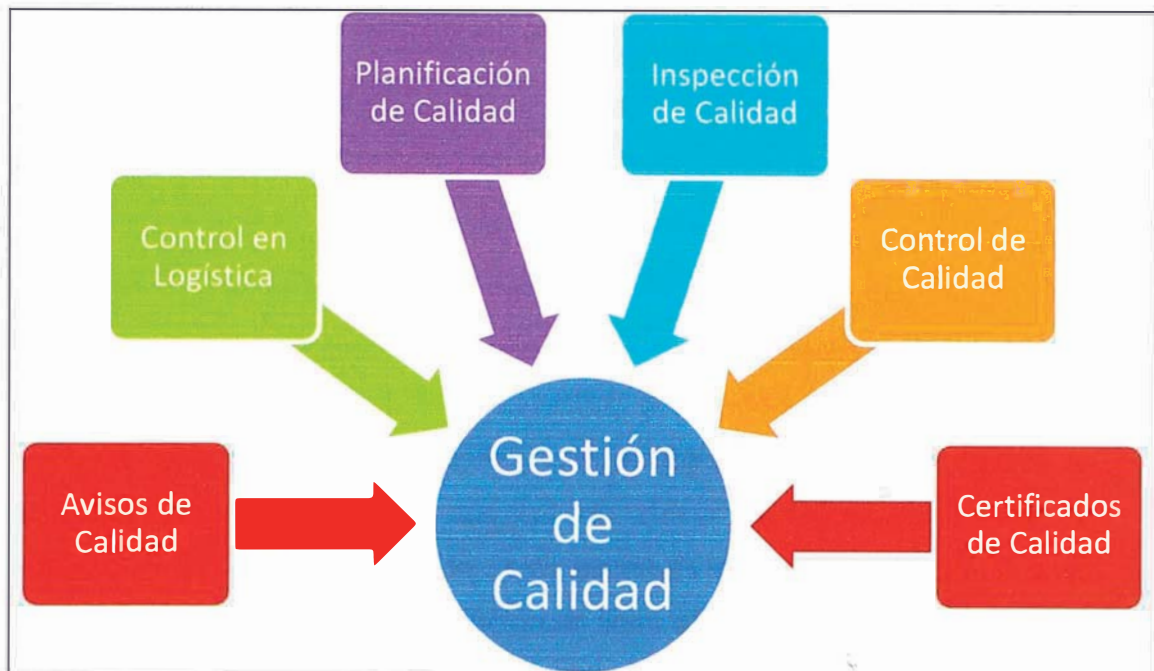 Planificación
de Calidad
Inspección
de Calidad
Control en
Logística
Control de
Calidad
Avisos de
Calidad
Gestión
de
Calidad
Certificados
de Calidad